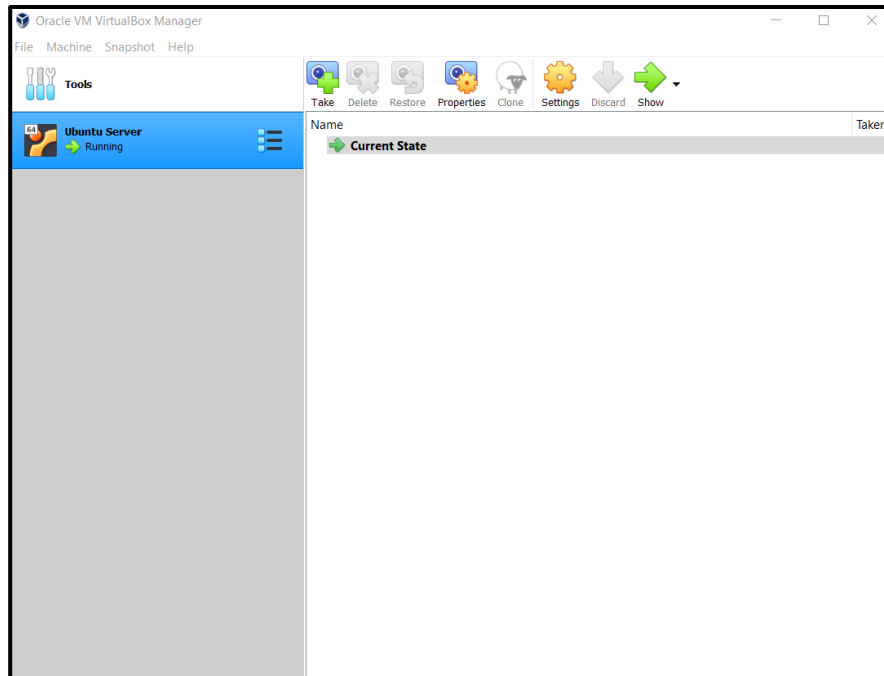 Oracle VM VirtualBox Manager
File Machine Snapshot Help
Tools
Take Delete Restore Properties Clone Settings Discard Show
64
Ubuntu Server
Running
Name Taken
Current State